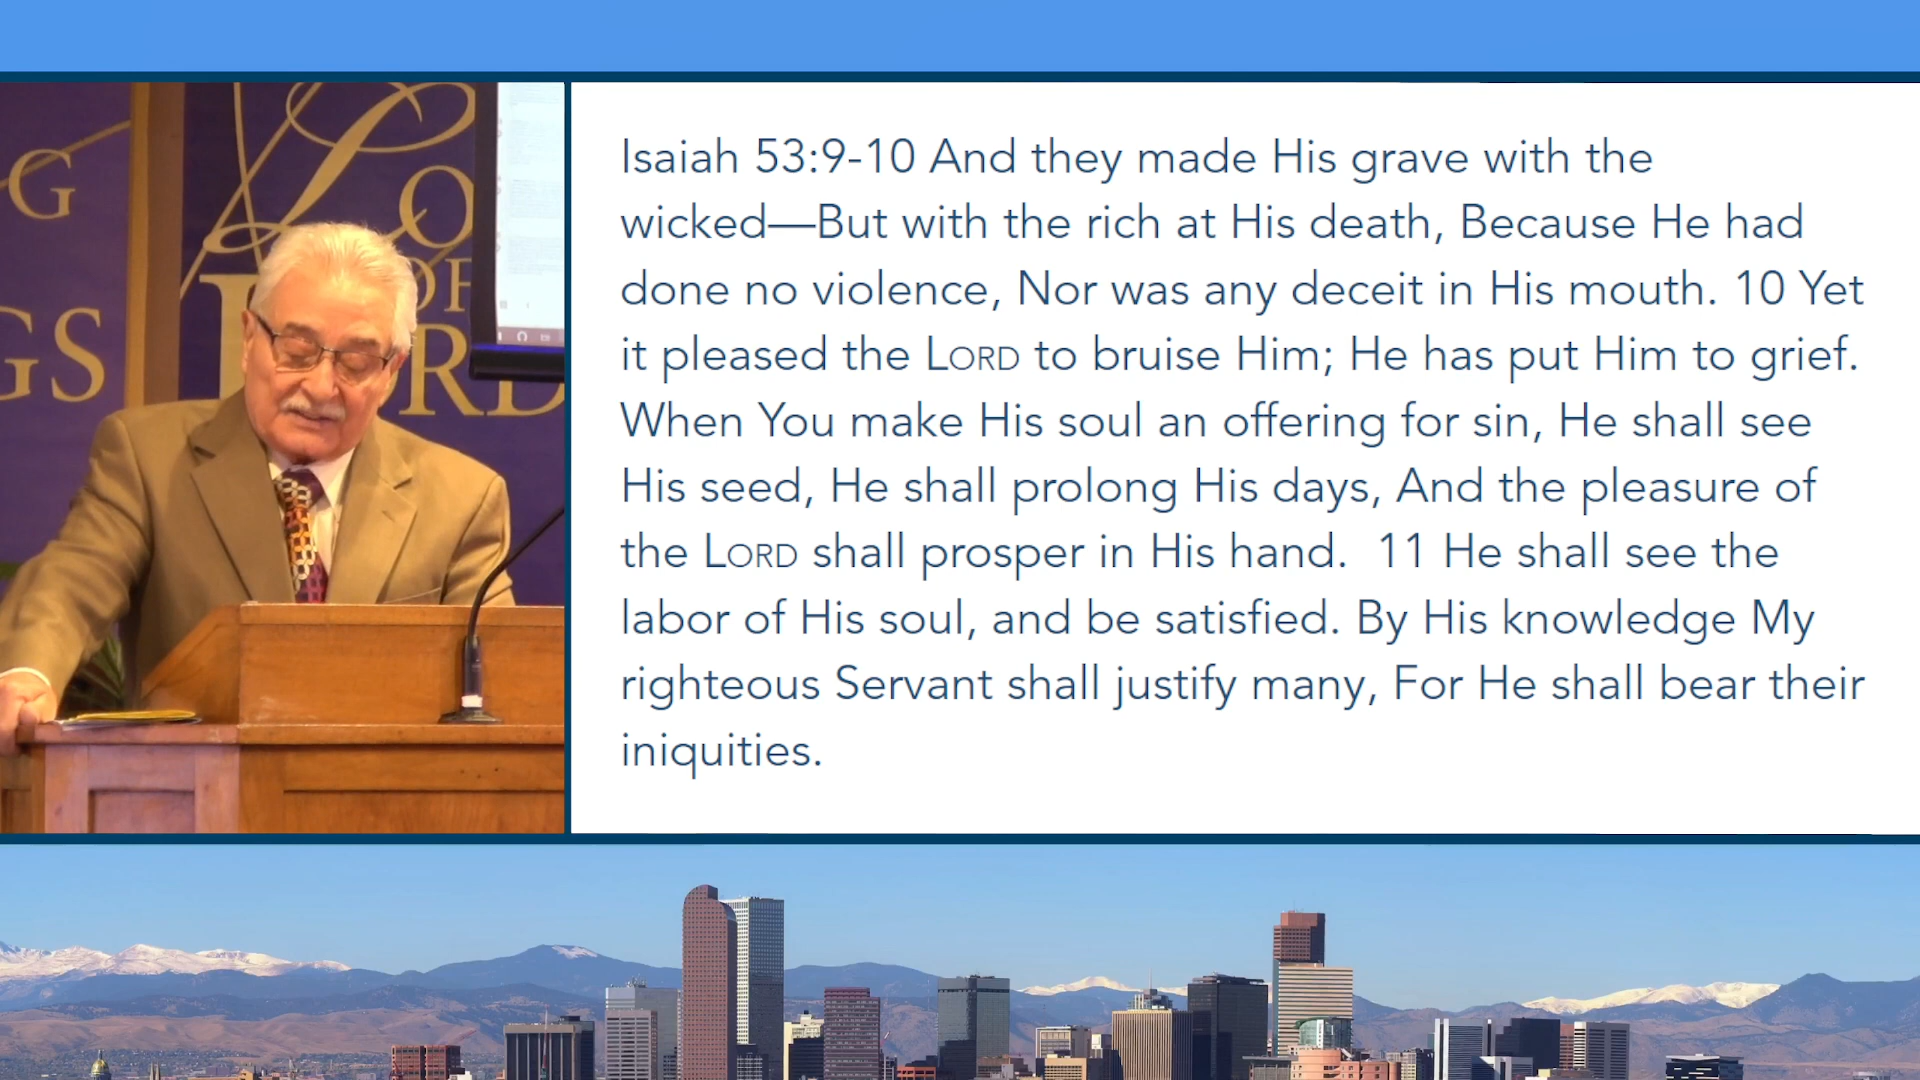 G
GS
Lo
OF
LORD
Isaiah 53:9-10 And they made His grave with the
wicked—But with the rich at His death, Because He had
done no violence, Nor was any deceit in His mouth. 10 Yet
it pleased the LORD to bruise Him; He has put Him to grief.
When You make His soul an offering for sin, He shall see
His seed, He shall prolong His days, And the pleasure of
the LORD shall prosper in His hand.  11 He shall see the
labor of His soul, and be satisfied. By His knowledge My
righteous Servant shall justify many, For He shall bear their
iniquities.